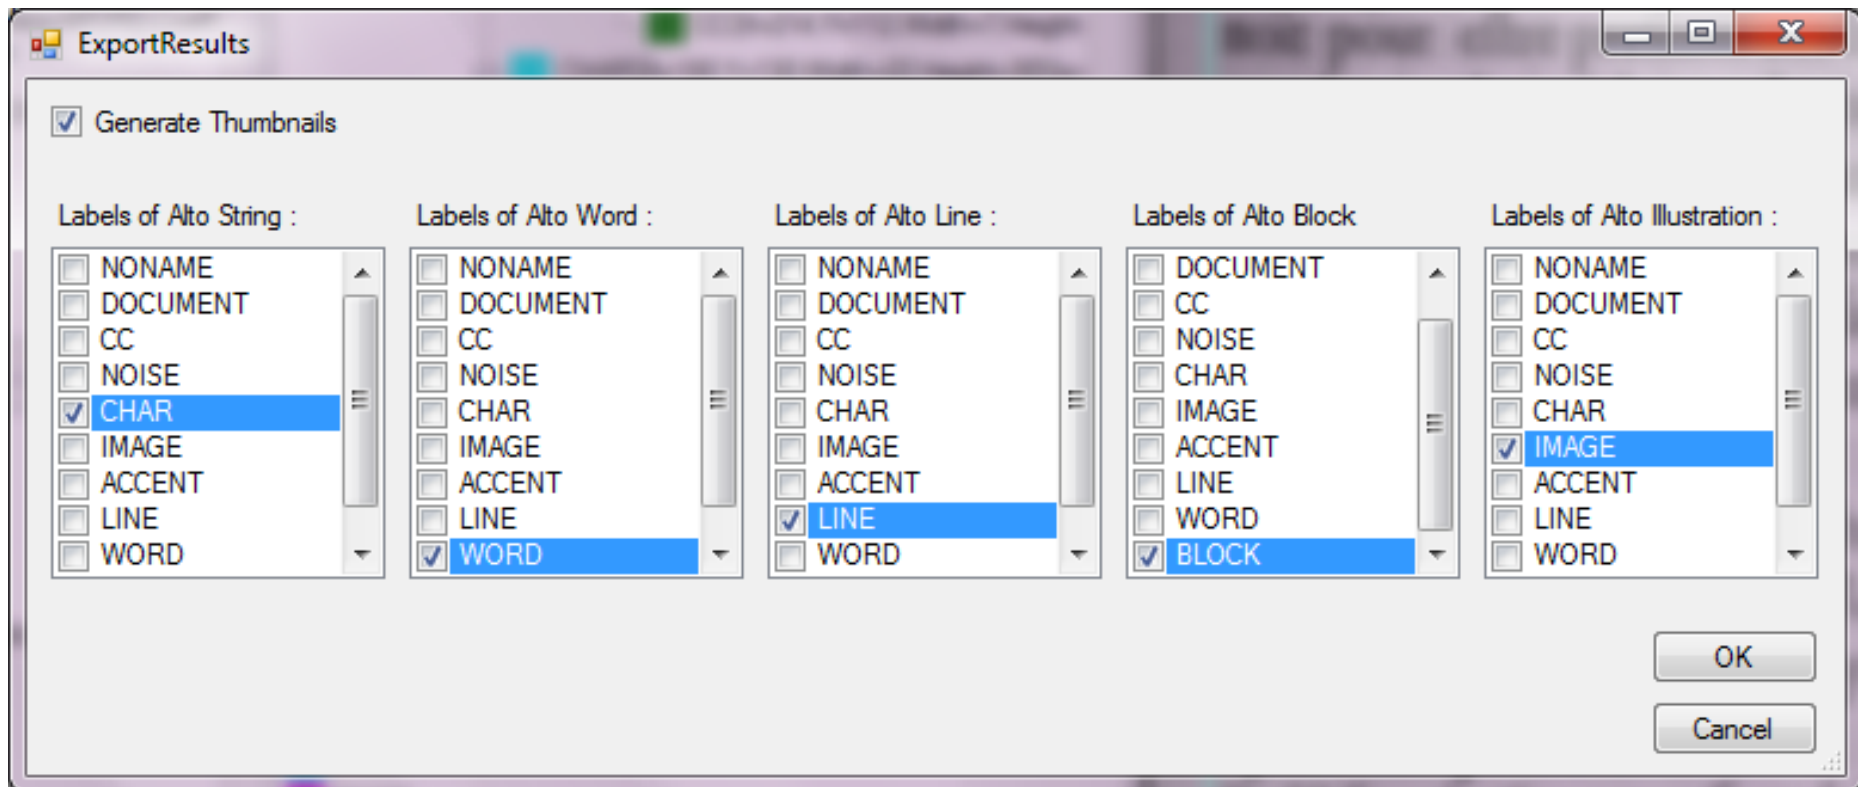 ExportResults
Generate Thumbnails
Labels of Alto String :
NONAME
DOCUMENT
CC
NOISE
CHAR
IMAGE
ACCENT
LINE
WORD
Labels of Alto Word :
NONAME
DOCUMENT
CC
NOISE
CHAR
IMAGE
ACCENT
LINE
WORD
Labels of Alto Line :
NONAME
DOCUMENT
CC
NOISE
CHAR
IMAGE
ACCENT
LINE
WORD
Labels of Alto Block
DOCUMENT
CC
NOISE
CHAR
IMAGE
ACCENT
LINE
WORD
BLOCK
Labels of Alto Illustration :
NONAME
DOCUMENT
CC
NOISE
CHAR
IMAGE
ACCENT
LINE
WORD
OK
Cancel